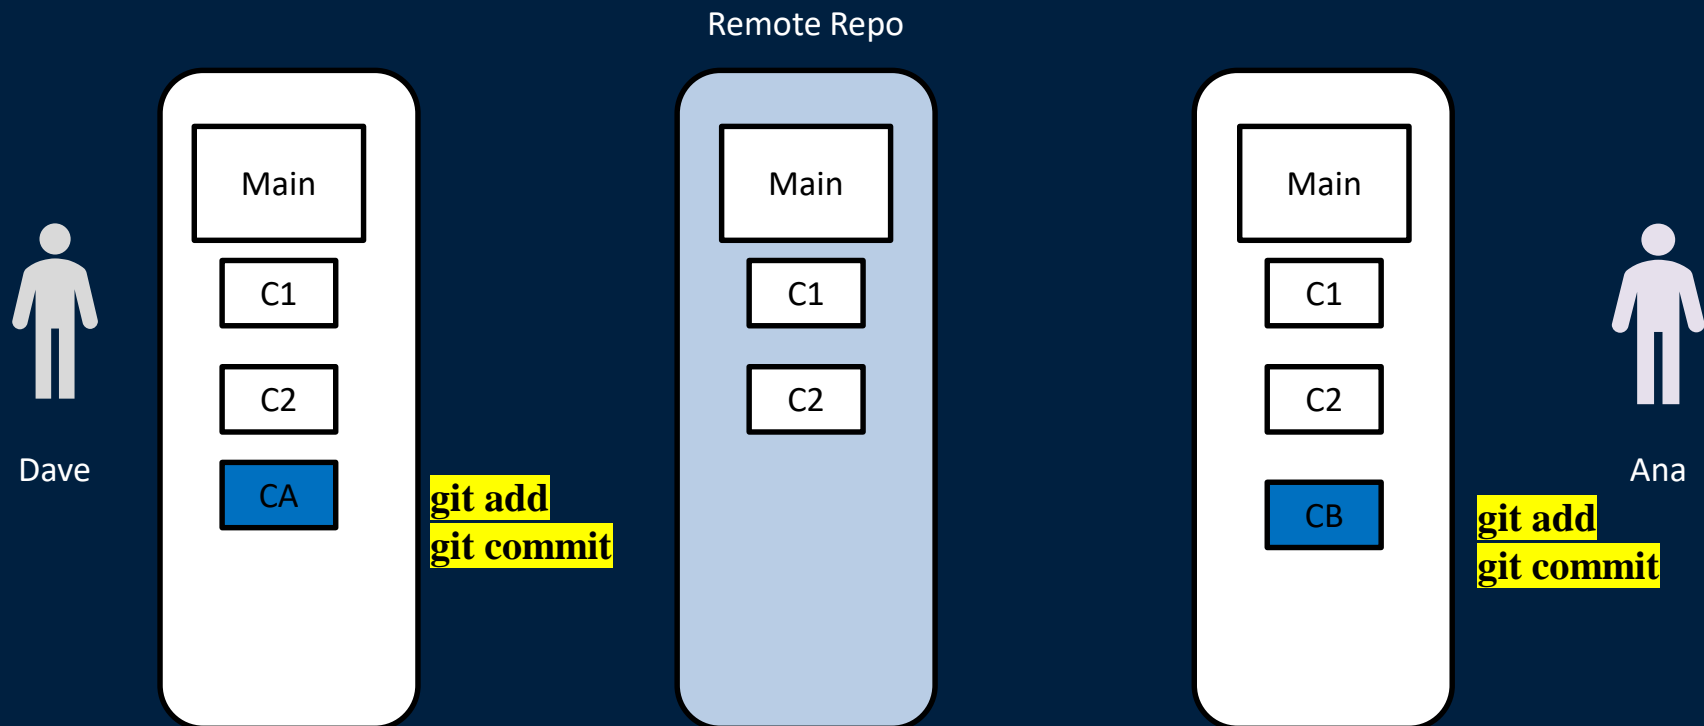 Remote Repo
Main
Main
Main
C1
C1
C1
C2
C2
C2
Dave
Ana
CA
CB
git add
git commit
git add
git commit